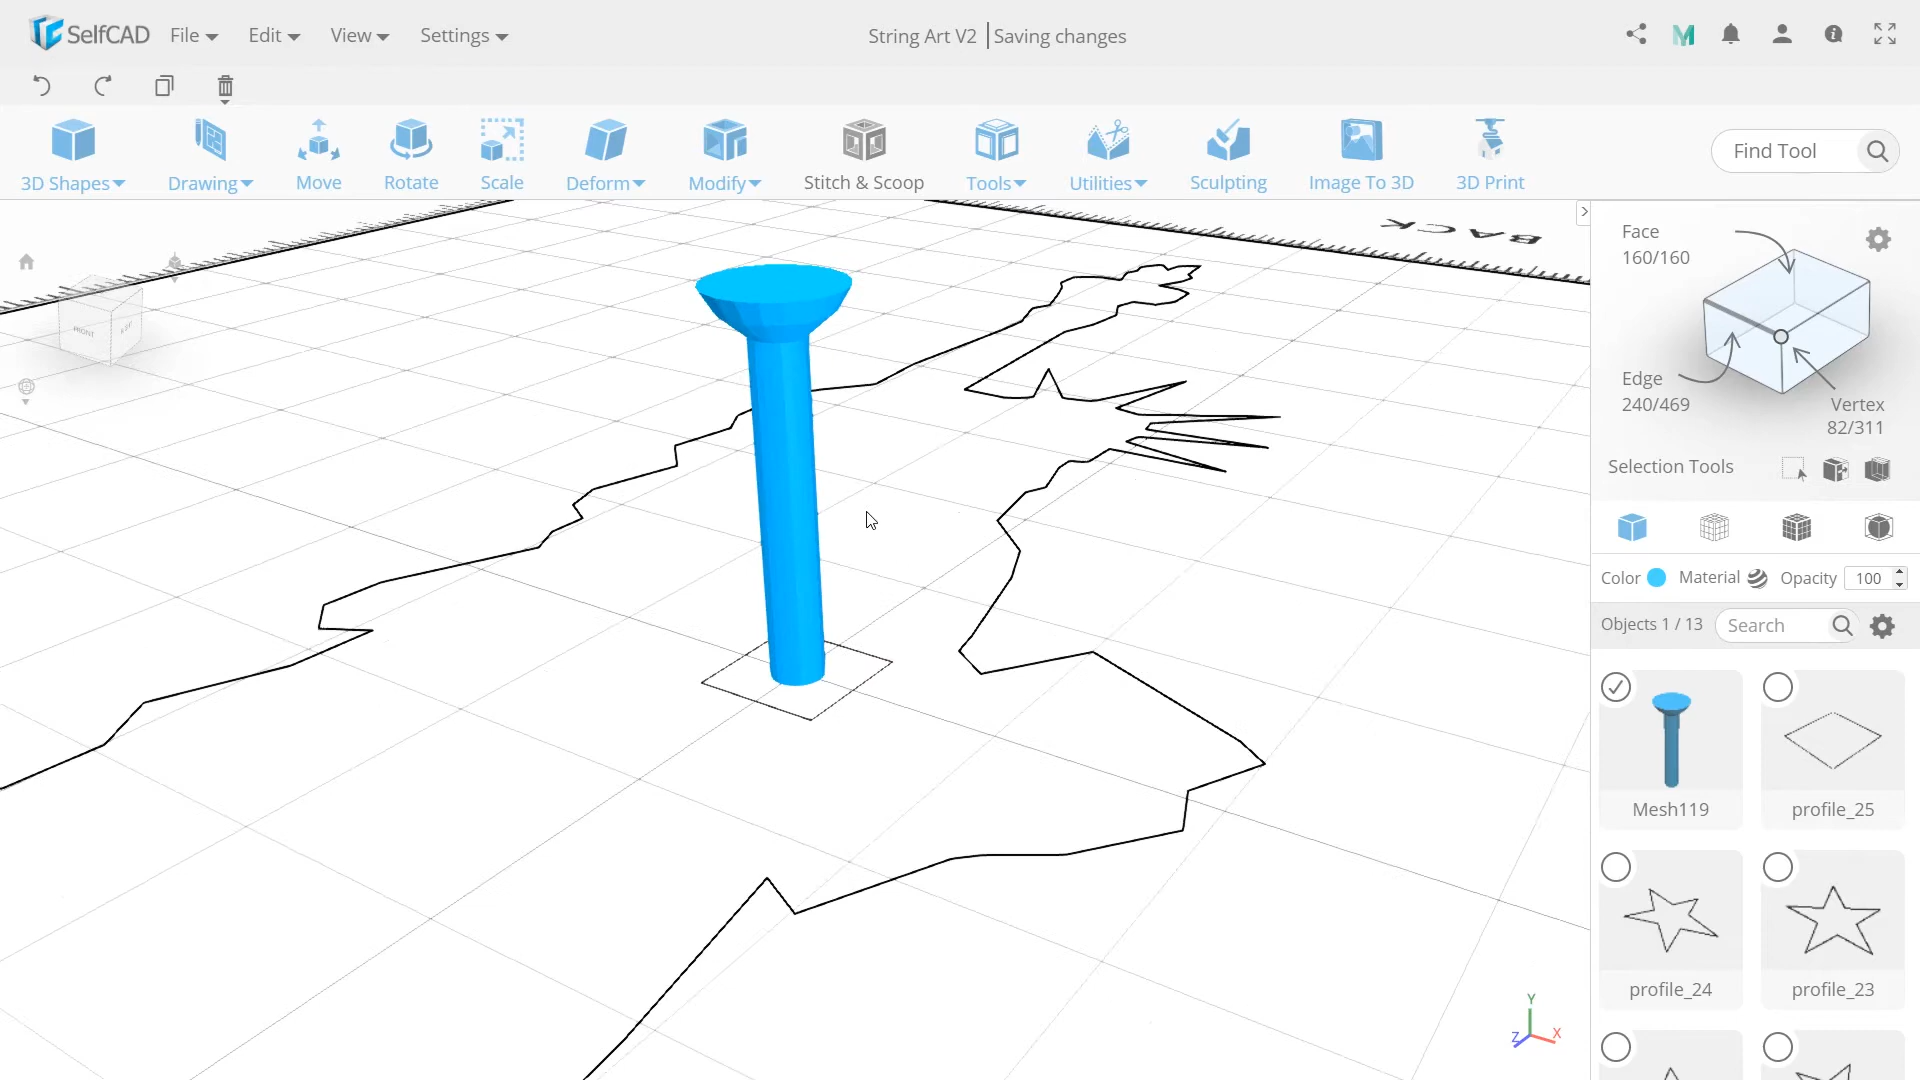 SelfCAD
File
Edit
View
Settings
String Art V2
Saving changes
3D Shapes
Drawing
Move
Rotate
Scale
Deform
Modify
Stitch & Scoop
Tools
Utilities
Sculpting
Image To 3D
3D Print
Find Tool
BACK
FRONT
Face
160/160
Edge
240/469
Vertex
82/311
Selection Tools
Color
Material
Opacity
100
Objects 1 / 13
Search
Mesh119
profile_25
profile_24
profile_23
Y
Z
X